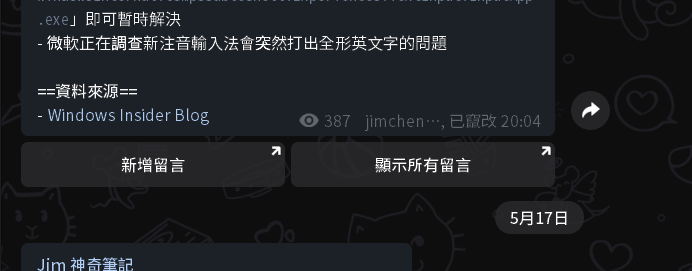 .exe」即可暫時解決
- 微軟正在調查新注音輸入法會突然打出全形英文字的問題
==資料來源==
- Windows Insider Blog
387 jimchen…, 已竄改 20:04
新增留言 顯示所有留言
5月17日
Jim 神奇筆記